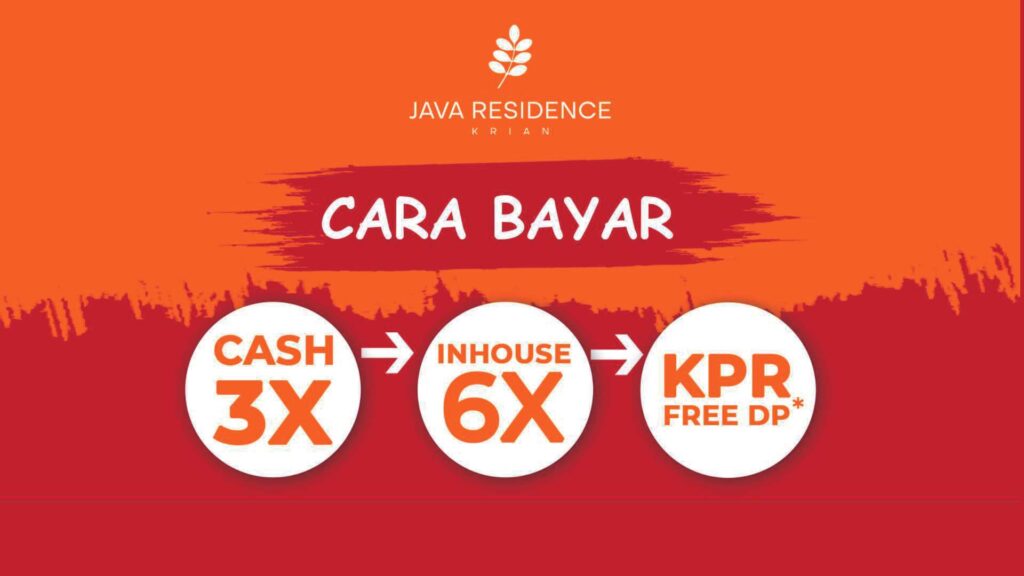 JAVA RESIDENCE
KRIAN
CARA BAYAR
CASH
3X
INHOUSE
6X
KPR
FREE DP*